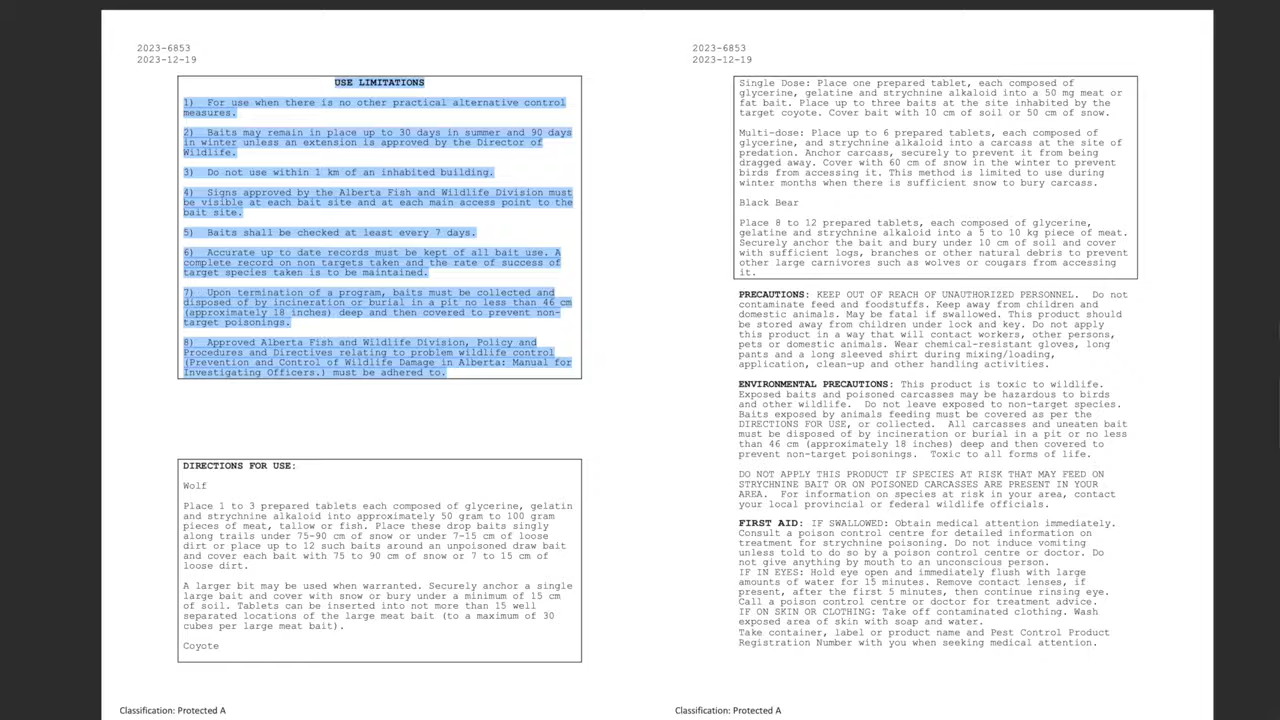 2023-6853
2023-12-19
USE LIMITATIONS
1) For use when there is no other practical alternative control
measures.
2) Baits may remain in place up to 30 days in summer and 90 days
in winter unless an extension is approved by the Director of
Wildlife.
3) Do not use within 1 km of an inhabited building.
4) Signs approved by the Alberta Fish and Wildlife Division must
be visible at each bait site and at each main access point to the
bait site.
5) Baits shall be checked at least every 7 days.
6) Accurate up to date records must be kept of all bait use. A
complete record on non targets taken and the rate of success of
target species taken is to be maintained.
7) Upon termination of a program, baits must be collected and
disposed of by incineration or burial in a pit no less than 46 cm
(approximately 18 inches) deep and then covered to prevent non-
target poisonings.
8) Approved Alberta Fish and Wildlife Division, Policy and
Procedures and Directives relating to problem wildlife control
(Prevention and Control of Wildlife Damage in Alberta: Manual for
Investigating Officers.) must be adhered to.
DIRECTIONS FOR USE:
Wolf
Place 1 to 3 prepared tablets each composed of glycerine, gelatin
and strychnine alkaloid into approximately 50 gram to 100 gram
pieces of meat, tallow or fish. Place these drop baits singly
along trails under 75-90 cm of snow or under 7-15 cm of loose
dirt or place up to 12 such baits around an unpoisoned draw bait
and cover each bait with 75 to 90 cm of snow or 7 to 15 cm of
loose dirt.
A larger bit may be used when warranted. Securely anchor a single
large bait and cover with snow or bury under a minimum of 15 cm
of soil. Tablets can be inserted into not more than 15 well
separated locations of the large meat bait (to a maximum of 30
cubes per large meat bait).
Coyote
Classification: Protected A
2023-6853
2023-12-19
Single Dose: Place one prepared tablet, each composed of
glycerine, gelatine and strychnine alkaloid into a 50 mg meat or
fat bait. Place up to three baits at the site inhabited by the
target coyote. Cover bait with 10 cm of soil or 50 cm of snow.
Multi-dose: Place up to 6 prepared tablets, each composed of
glycerine, and strychnine alkaloid into a carcass at the site of
predation. Anchor carcass, securely to prevent it from being
dragged away. Cover with 60 cm of snow in the winter to prevent
birds from accessing it. This method is limited to use during
winter months when there is sufficient snow to bury carcass.
Black Bear
Place 8 to 12 prepared tablets, each composed of glycerine,
gelatine and strychnine alkaloid into a 5 to 10 kg piece of meat.
Securely anchor the bait and bury under 10 cm of soil and cover
with sufficient logs, branches or other natural debris to prevent
other large carnivores such as wolves or cougars from accessing
it.
PRECAUTIONS: KEEP OUT OF REACH OF UNAUTHORIZED PERSONNEL. Do not
contaminate feed and foodstuffs. Keep away from children and
domestic animals. May be fatal if swallowed. This product should
be stored away from children under lock and key. Do not apply
this product in a way that will contact workers, other persons,
pets or domestic animals. Wear chemical-resistant gloves, long
pants and a long sleeved shirt during mixing/loading,
application, clean-up and other handling activities.
ENVIRONMENTAL PRECAUTIONS: This product is toxic to wildlife.
Exposed baits and poisoned carcasses may be hazardous to birds
and other wildlife. Do not leave exposed to non-target species.
Baits exposed by animals feeding must be covered as per the
DIRECTIONS FOR USE, or collected. All carcasses and uneaten bait
must be disposed of by incineration or burial in a pit or no less
than 46 cm (approximately 18 inches) deep and then covered to
prevent non-target poisonings. Toxic to all forms of life.
DO NOT APPLY THIS PRODUCT IF SPECIES AT RISK THAT MAY FEED ON
STRYCHNINE BAIT OR ON POISONED CARCASSES ARE PRESENT IN YOUR
AREA. For information on species at risk in your area, contact
your local provincial or federal wildlife officials.
FIRST AID: IF SWALLOWED: Obtain medical attention immediately.
Consult a poison control centre for detailed information on
treatment for strychnine poisoning. Do not induce vomiting
unless told to do so by a poison control centre or doctor. Do
not give anything by mouth to an unconscious person.
IF IN EYES: Hold eye open and immediately flush with large
amounts of water for 15 minutes. Remove contact lenses, if
present, after the first 5 minutes, then continue rinsing eye.
Call a poison control centre or doctor for treatment advice.
IF ON SKIN OR CLOTHING: Take off contaminated clothing. Wash
exposed area of skin with soap and water.
Take container, label or product name and Pest Control Product
Registration Number with you when seeking medical attention.
Classification: Protected A